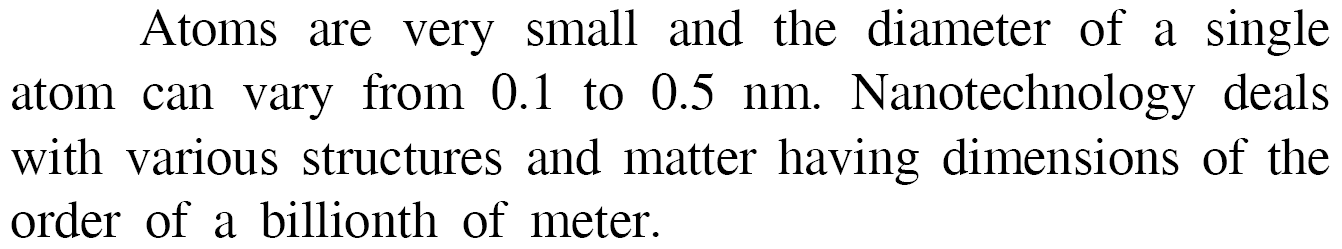 Atoms are very small and the diameter of a single
atom can vary from 0.1 to 0.5 nm. Nanotechnology deals
with various structures and matter having dimensions of the
order of a billionth of meter.